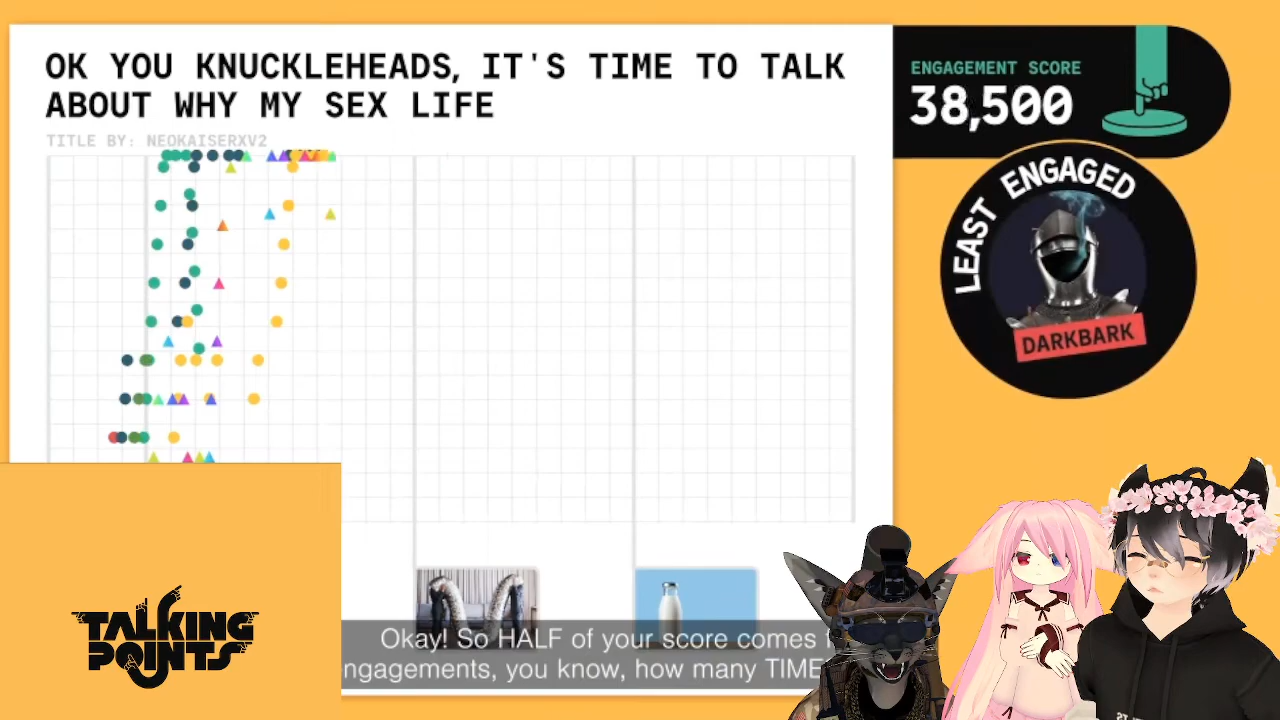 OK YOU KNUCKLEHEADS, IT'S TIME TO TALK
ABOUT WHY MY SEX LIFE
TITLE BY: NEOKAISERXV2
ENGAGEMENT SCORE
38,500
LEAST ENGAGED
DARKBARK
TALKING
POINTS
Okay! So HALF of your score comes
engagements, you know, how many TIME